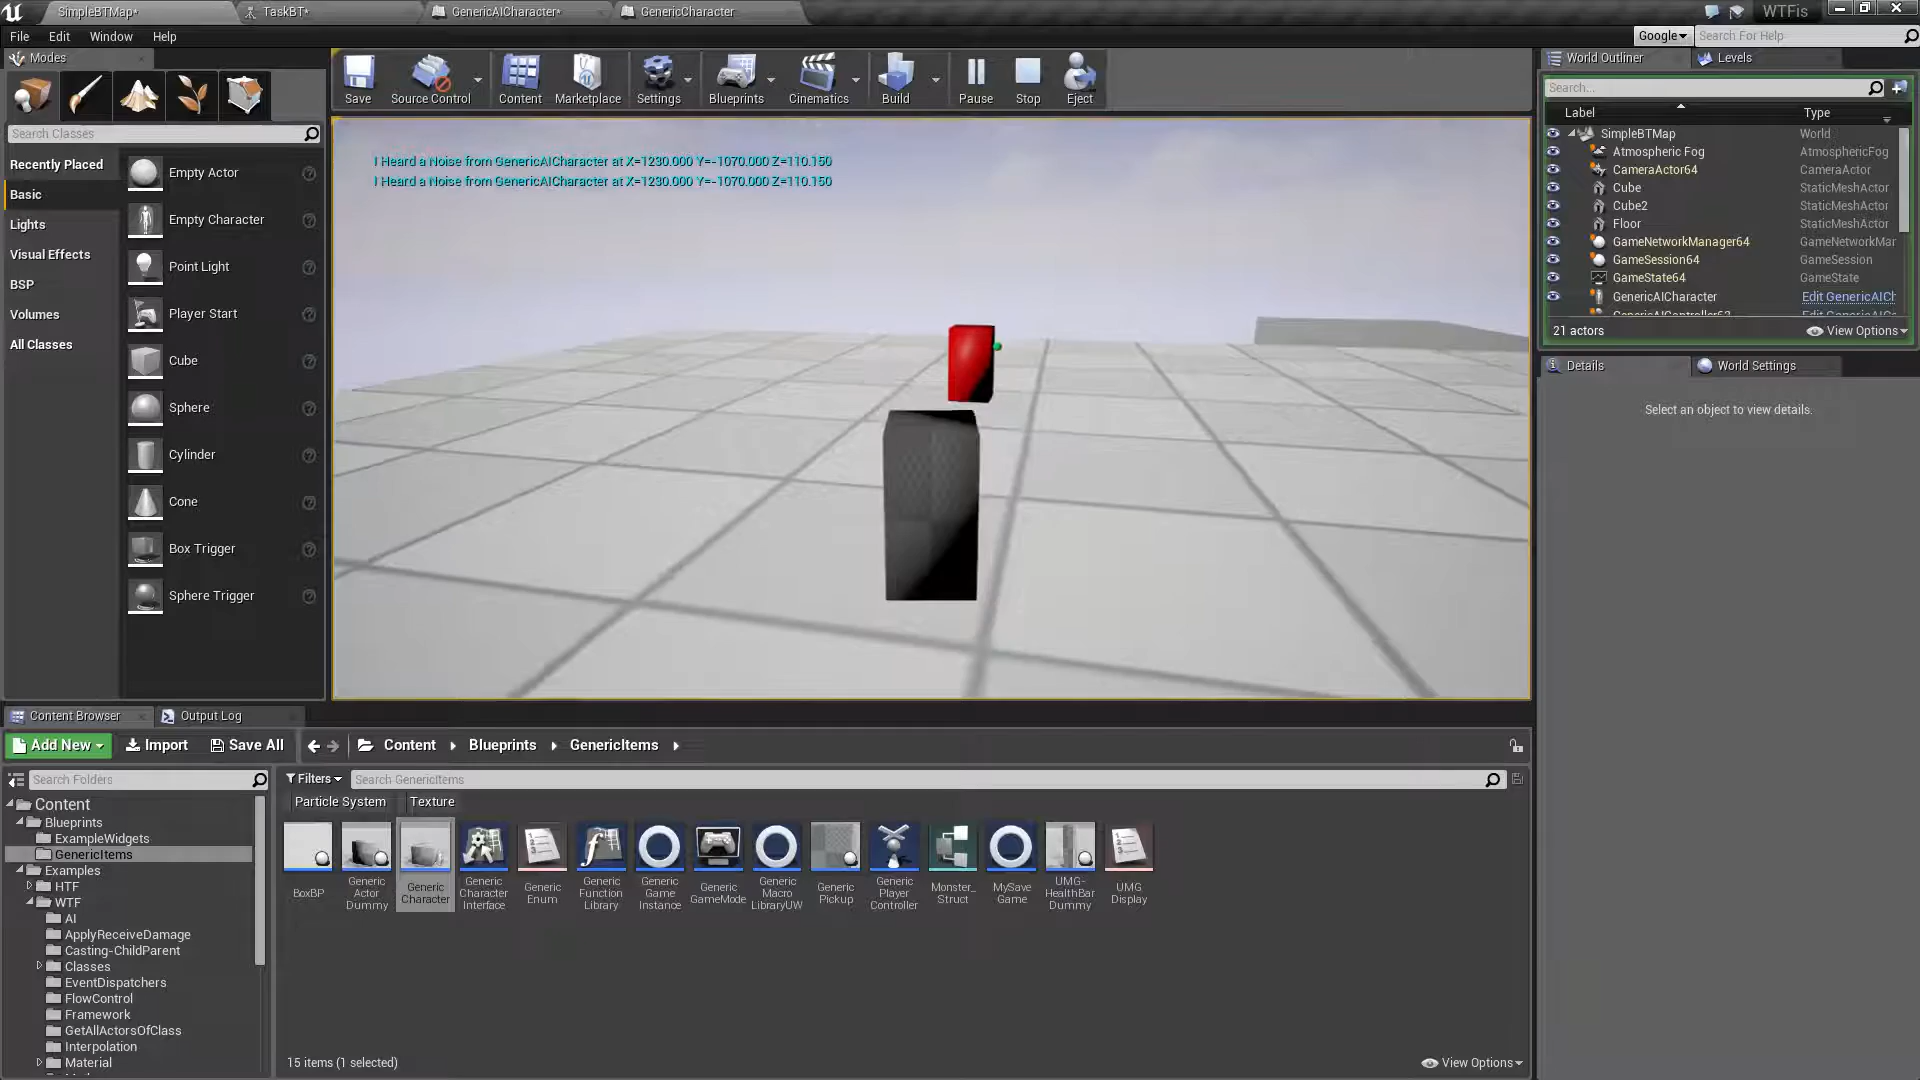 SimpleBTMap*
TaskBT*
GenericAICharacter*
GenericCharacter
WTFis
File
Edit
Window
Help
Google
Search For Help
Modes
Save
Source Control
Content
Marketplace
Settings
Blueprints
Cinematics
Build
Pause
Stop
Eject
Search Classes
Recently Placed
Basic
Lights
Visual Effects
BSP
Volumes
All Classes
Empty Actor
Empty Character
Point Light
Player Start
Cube
Sphere
Cylinder
Cone
Box Trigger
Sphere Trigger
I Heard a Noise from GenericAICharacter at X=1230.000 Y=-1070.000 Z=110.150
I Heard a Noise from GenericAICharacter at X=1230.000 Y=-1070.000 Z=110.150
World Outliner
Levels
Search...
Label
Type
SimpleBTMap
World
Atmospheric Fog
AtmosphericFog
CameraActor64
CameraActor
Cube
StaticMeshActor
Cube2
StaticMeshActor
Floor
StaticMeshActor
GameNetworkManager64
GameNetworkMar
GameSession64
GameSession
GameState64
GameState
GenericAICharacter
Edit GenericAICh
21 actors
View Options
Details
World Settings
Select an object to view details.
Content Browser
Output Log
Add New
Import
Save All
Content
Blueprints
GenericItems
Search Folders
Filters
Search GenericItems
Particle System
Texture
Content
Blueprints
ExampleWidgets
GenericItems
Examples
HTF
WTF
AI
ApplyReceiveDamage
Casting-ChildParent
Classes
EventDispatchers
FlowControl
Framework
GetAllActorsOfClass
Interpolation
Material
BoxBP
Generic
Actor
Dummy
Generic
Character
Generic
Character
Interface
Generic
Enum
Generic
Function
Library
Generic
Game
Instance
Generic
GameMode
Generic
Macro
LibraryUW
Generic
Pickup
Generic
Player
Controller
Monster_
Struct
MySave
Game
UMG-
HealthBar
Dummy
UMG
Display
15 items (1 selected)
View Options